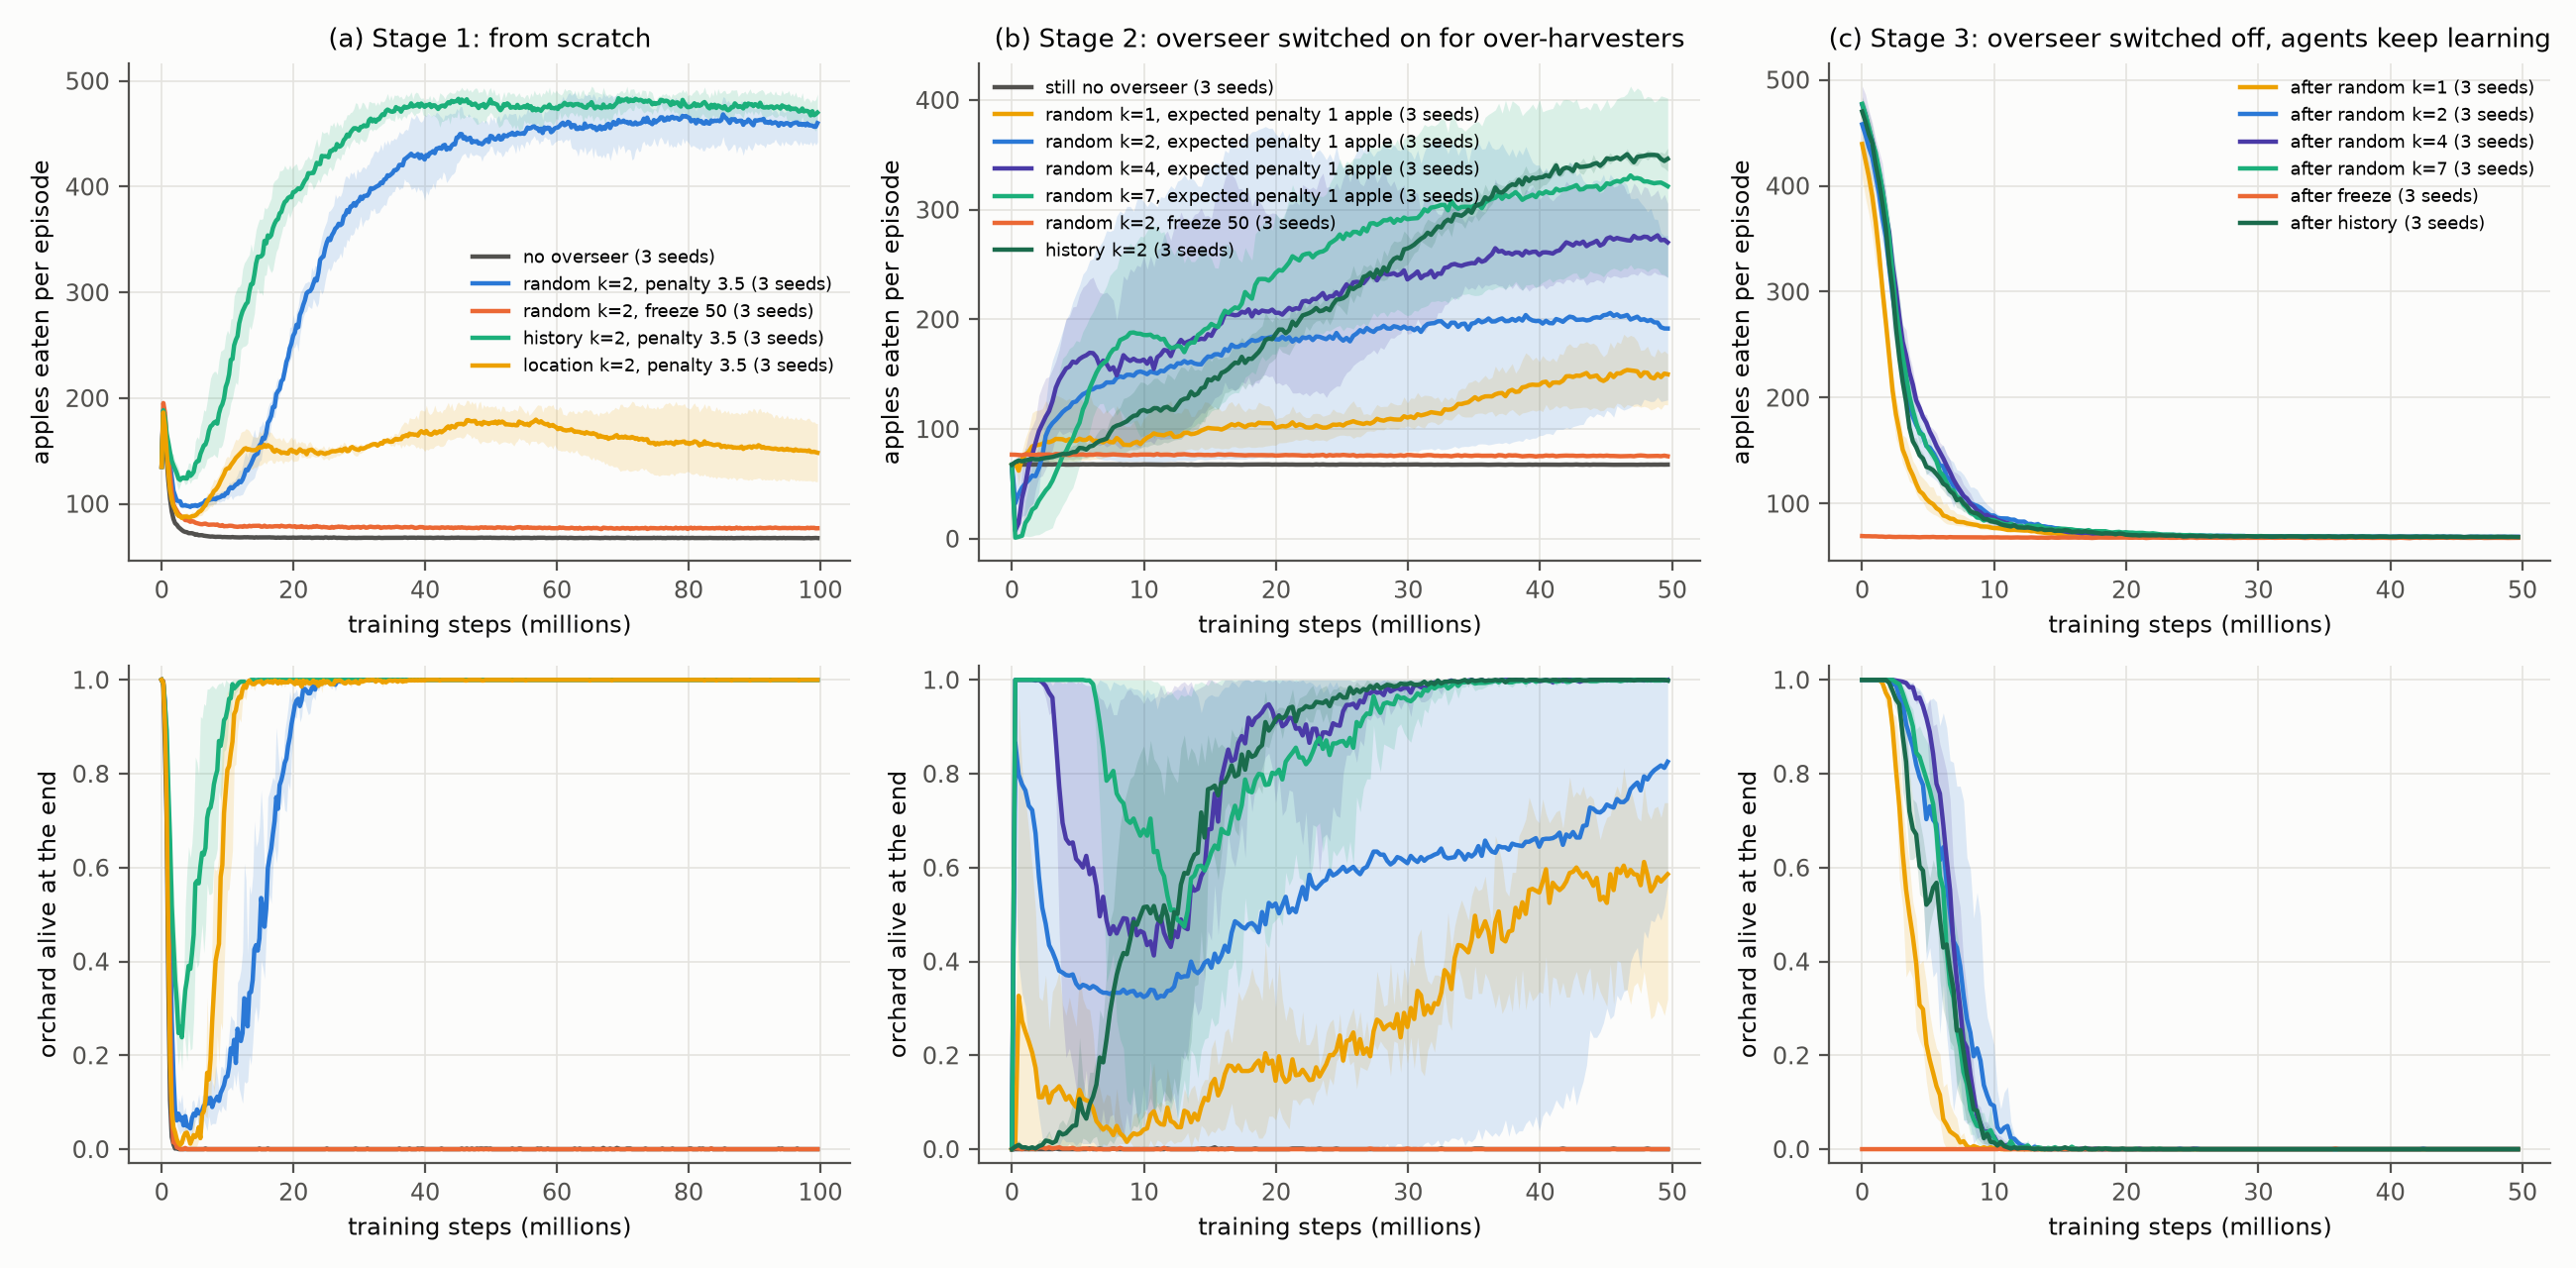 (a) Stage 1: from scratch
apples eaten per episode
500
400
300
200
100
no overseer (3 seeds)
random k=2, penalty 3.5 (3 seeds)
random k=2, freeze 50 (3 seeds)
history k=2, penalty 3.5 (3 seeds)
location k=2, penalty 3.5 (3 seeds)
0 20 40 60 80 100
training steps (millions)
(b) Stage 2: overseer switched on for over-harvesters
apples eaten per episode
400
300
200
100
0
still no overseer (3 seeds)
random k=1, expected penalty 1 apple (3 seeds)
random k=2, expected penalty 1 apple (3 seeds)
random k=4, expected penalty 1 apple (3 seeds)
random k=7, expected penalty 1 apple (3 seeds)
random k=2, freeze 50 (3 seeds)
history k=2 (3 seeds)
0 10 20 30 40 50
training steps (millions)
(c) Stage 3: overseer switched off, agents keep learning
apples eaten per episode
500
400
300
200
100
after random k=1 (3 seeds)
after random k=2 (3 seeds)
after random k=4 (3 seeds)
after random k=7 (3 seeds)
after freeze (3 seeds)
after history (3 seeds)
0 10 20 30 40 50
training steps (millions)
orchard alive at the end
1.0
0.8
0.6
0.4
0.2
0.0
0 20 40 60 80 100
training steps (millions)
orchard alive at the end
1.0
0.8
0.6
0.4
0.2
0.0
0 10 20 30 40 50
training steps (millions)
orchard alive at the end
1.0
0.8
0.6
0.4
0.2
0.0
0 10 20 30 40 50
training steps (millions)